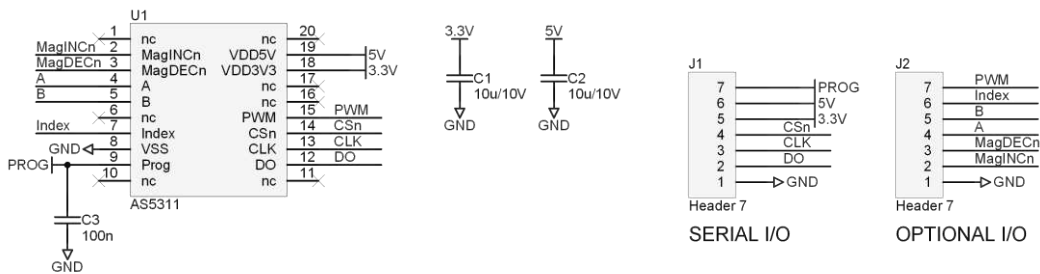 U1
1 nc nc 20
MagINCn 2 MagINCn VDD5V 19 5V
MagDECn 3 MagDECn VDD3V3 18 3.3V
A 4 A nc 17
B 5 B nc 16
6 nc PWM 15 PWM
Index 7 Index CSn 14 CSn
GND 8 VSS CLK 13 CLK
PROG 9 Prog DO 12 DO
10 nc nc 11
AS5311
C3
100n
GND
3.3V
C1
10u/10V
GND
5V
C2
10u/10V
GND
J1
7 PROG
6 5V
5 3.3V
4 CSn
3 CLK
2 DO
1 GND
Header 7
SERIAL I/O
J2
7 PWM
6 Index
5 B
4 A
3 MagDECn
2 MagINCn
1 GND
Header 7
OPTIONAL I/O